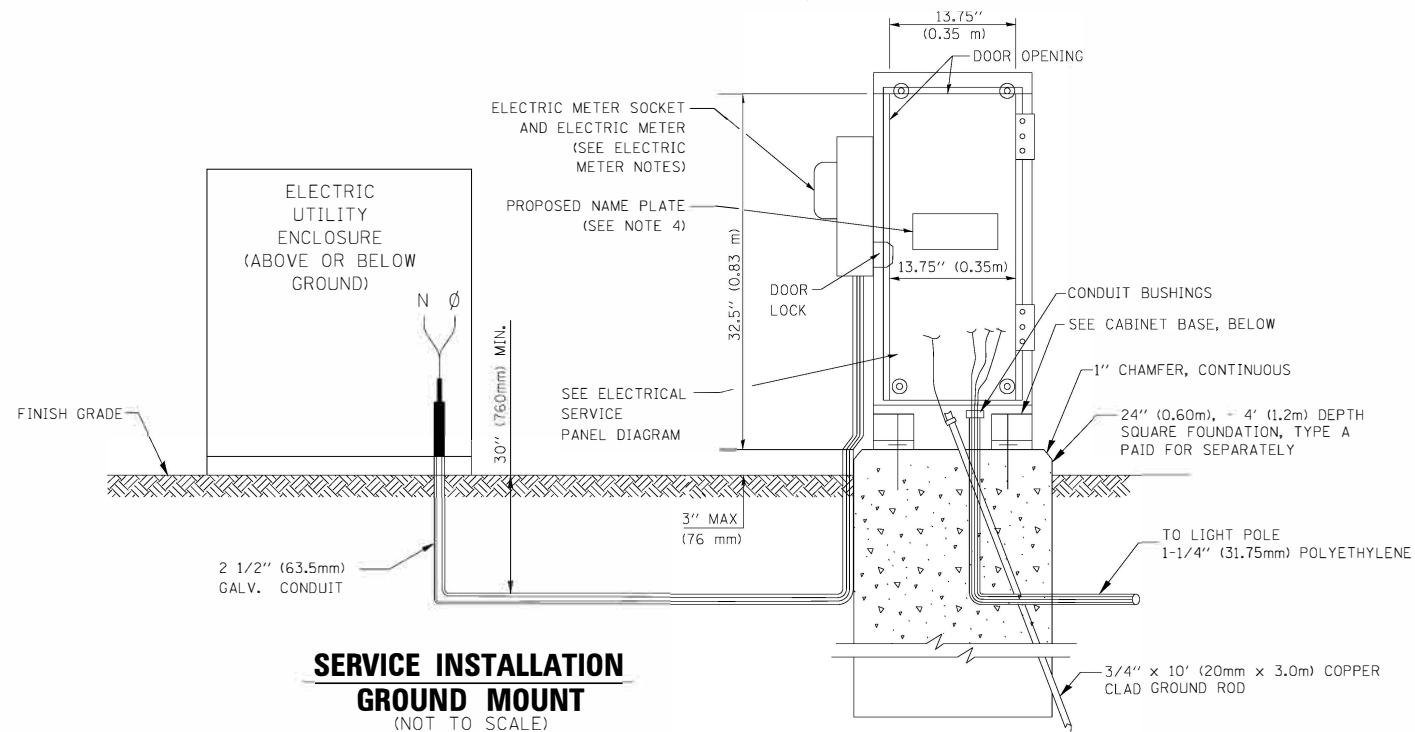 13.75"
(0.35 m)
DOOR OPENING
ELECTRIC METER SOCKET
AND ELECTRIC METER
(SEE ELECTRIC
METER NOTES)
PROPOSED NAME PLATE
(SEE NOTE 4)
ELECTRIC
UTILITY
ENCLOSURE
(ABOVE OR BELOW
GROUND)
N Ø
32.5" (0.83 m)
13.75" (0.35m)
DOOR
LOCK
CONDUIT BUSHINGS
SEE CABINET BASE, BELOW
1" CHAMFER, CONTINUOUS
24" (0.60m), - 4' (1.2m) DEPTH
SQUARE FOUNDATION, TYPE A
PAID FOR SEPARATELY
SEE ELECTRICAL
SERVICE
PANEL DIAGRAM
FINISH GRADE
30" (760mm) MIN.
3" MAX
(76 mm)
2 1/2" (63.5mm)
GALV. CONDUIT
TO LIGHT POLE
1-1/4" (31.75mm) POLYETHYLENE
3/4" x 10' (20mm x 3.0m) COPPER
CLAD GROUND ROD
SERVICE INSTALLATION
GROUND MOUNT
(NOT TO SCALE)